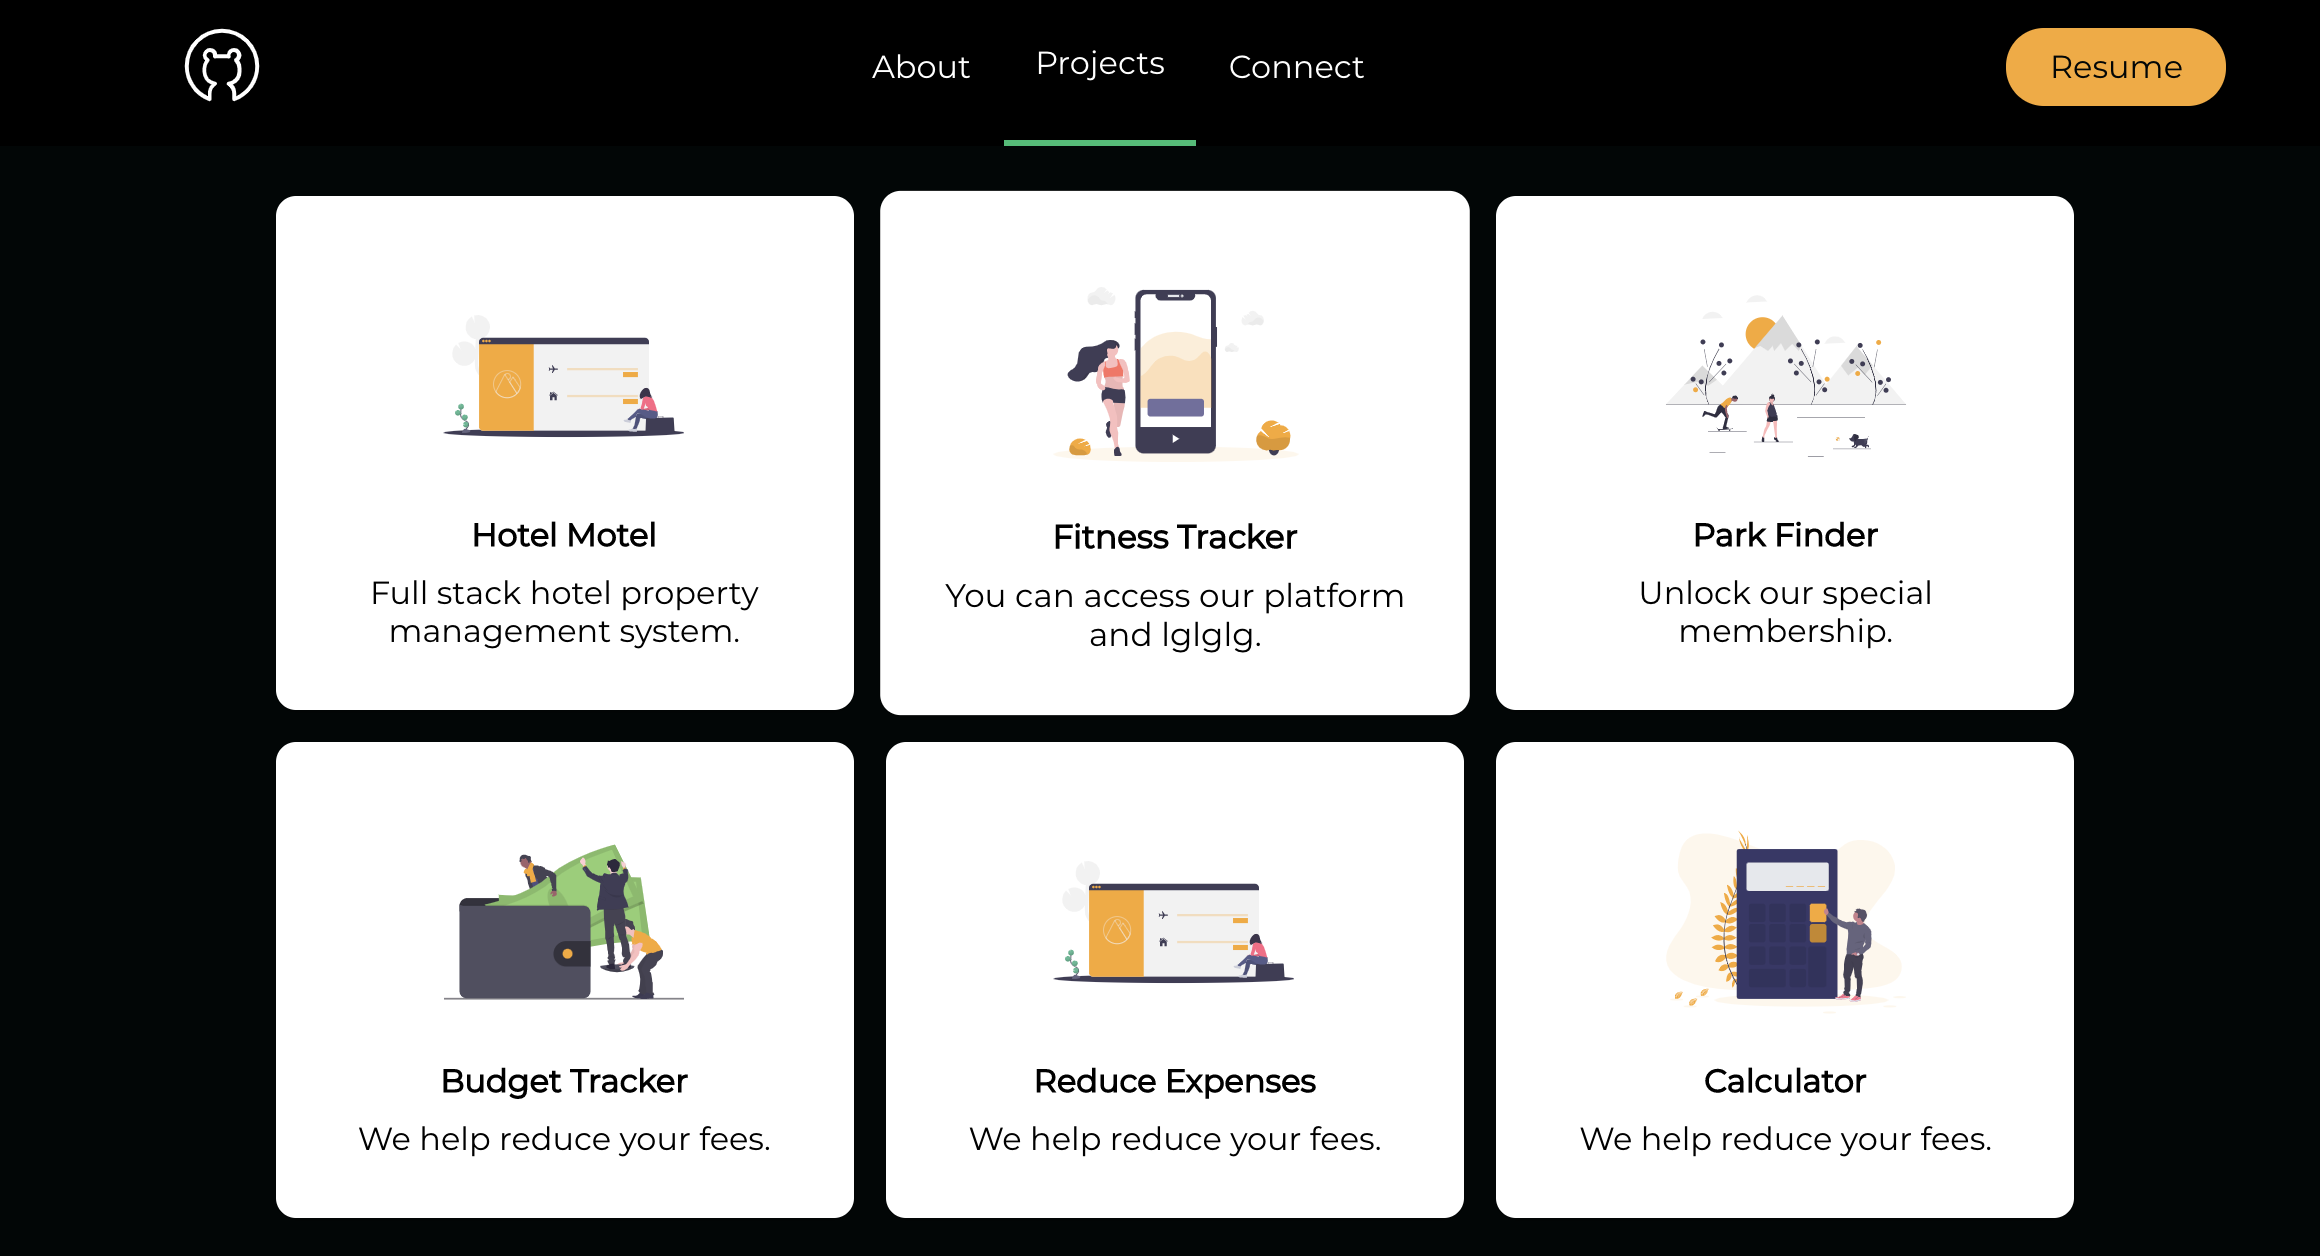 About
Projects
Connect
Resume
Hotel Motel
Full stack hotel property
management system.
Fitness Tracker
You can access our platform
and lglglg.
Park Finder
Unlock our special
membership.
Budget Tracker
We help reduce your fees.
Reduce Expenses
We help reduce your fees.
Calculator
We help reduce your fees.